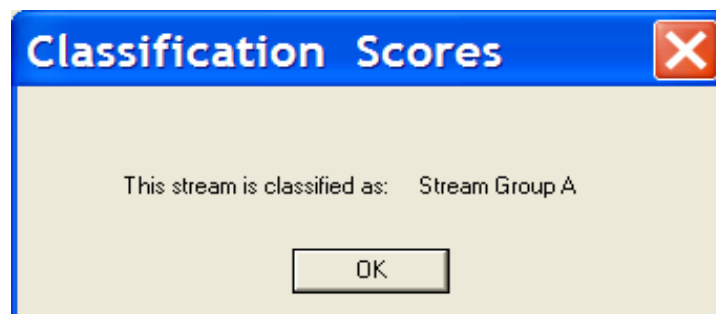 Classification Scores
This stream is classified as: Stream Group A
OK